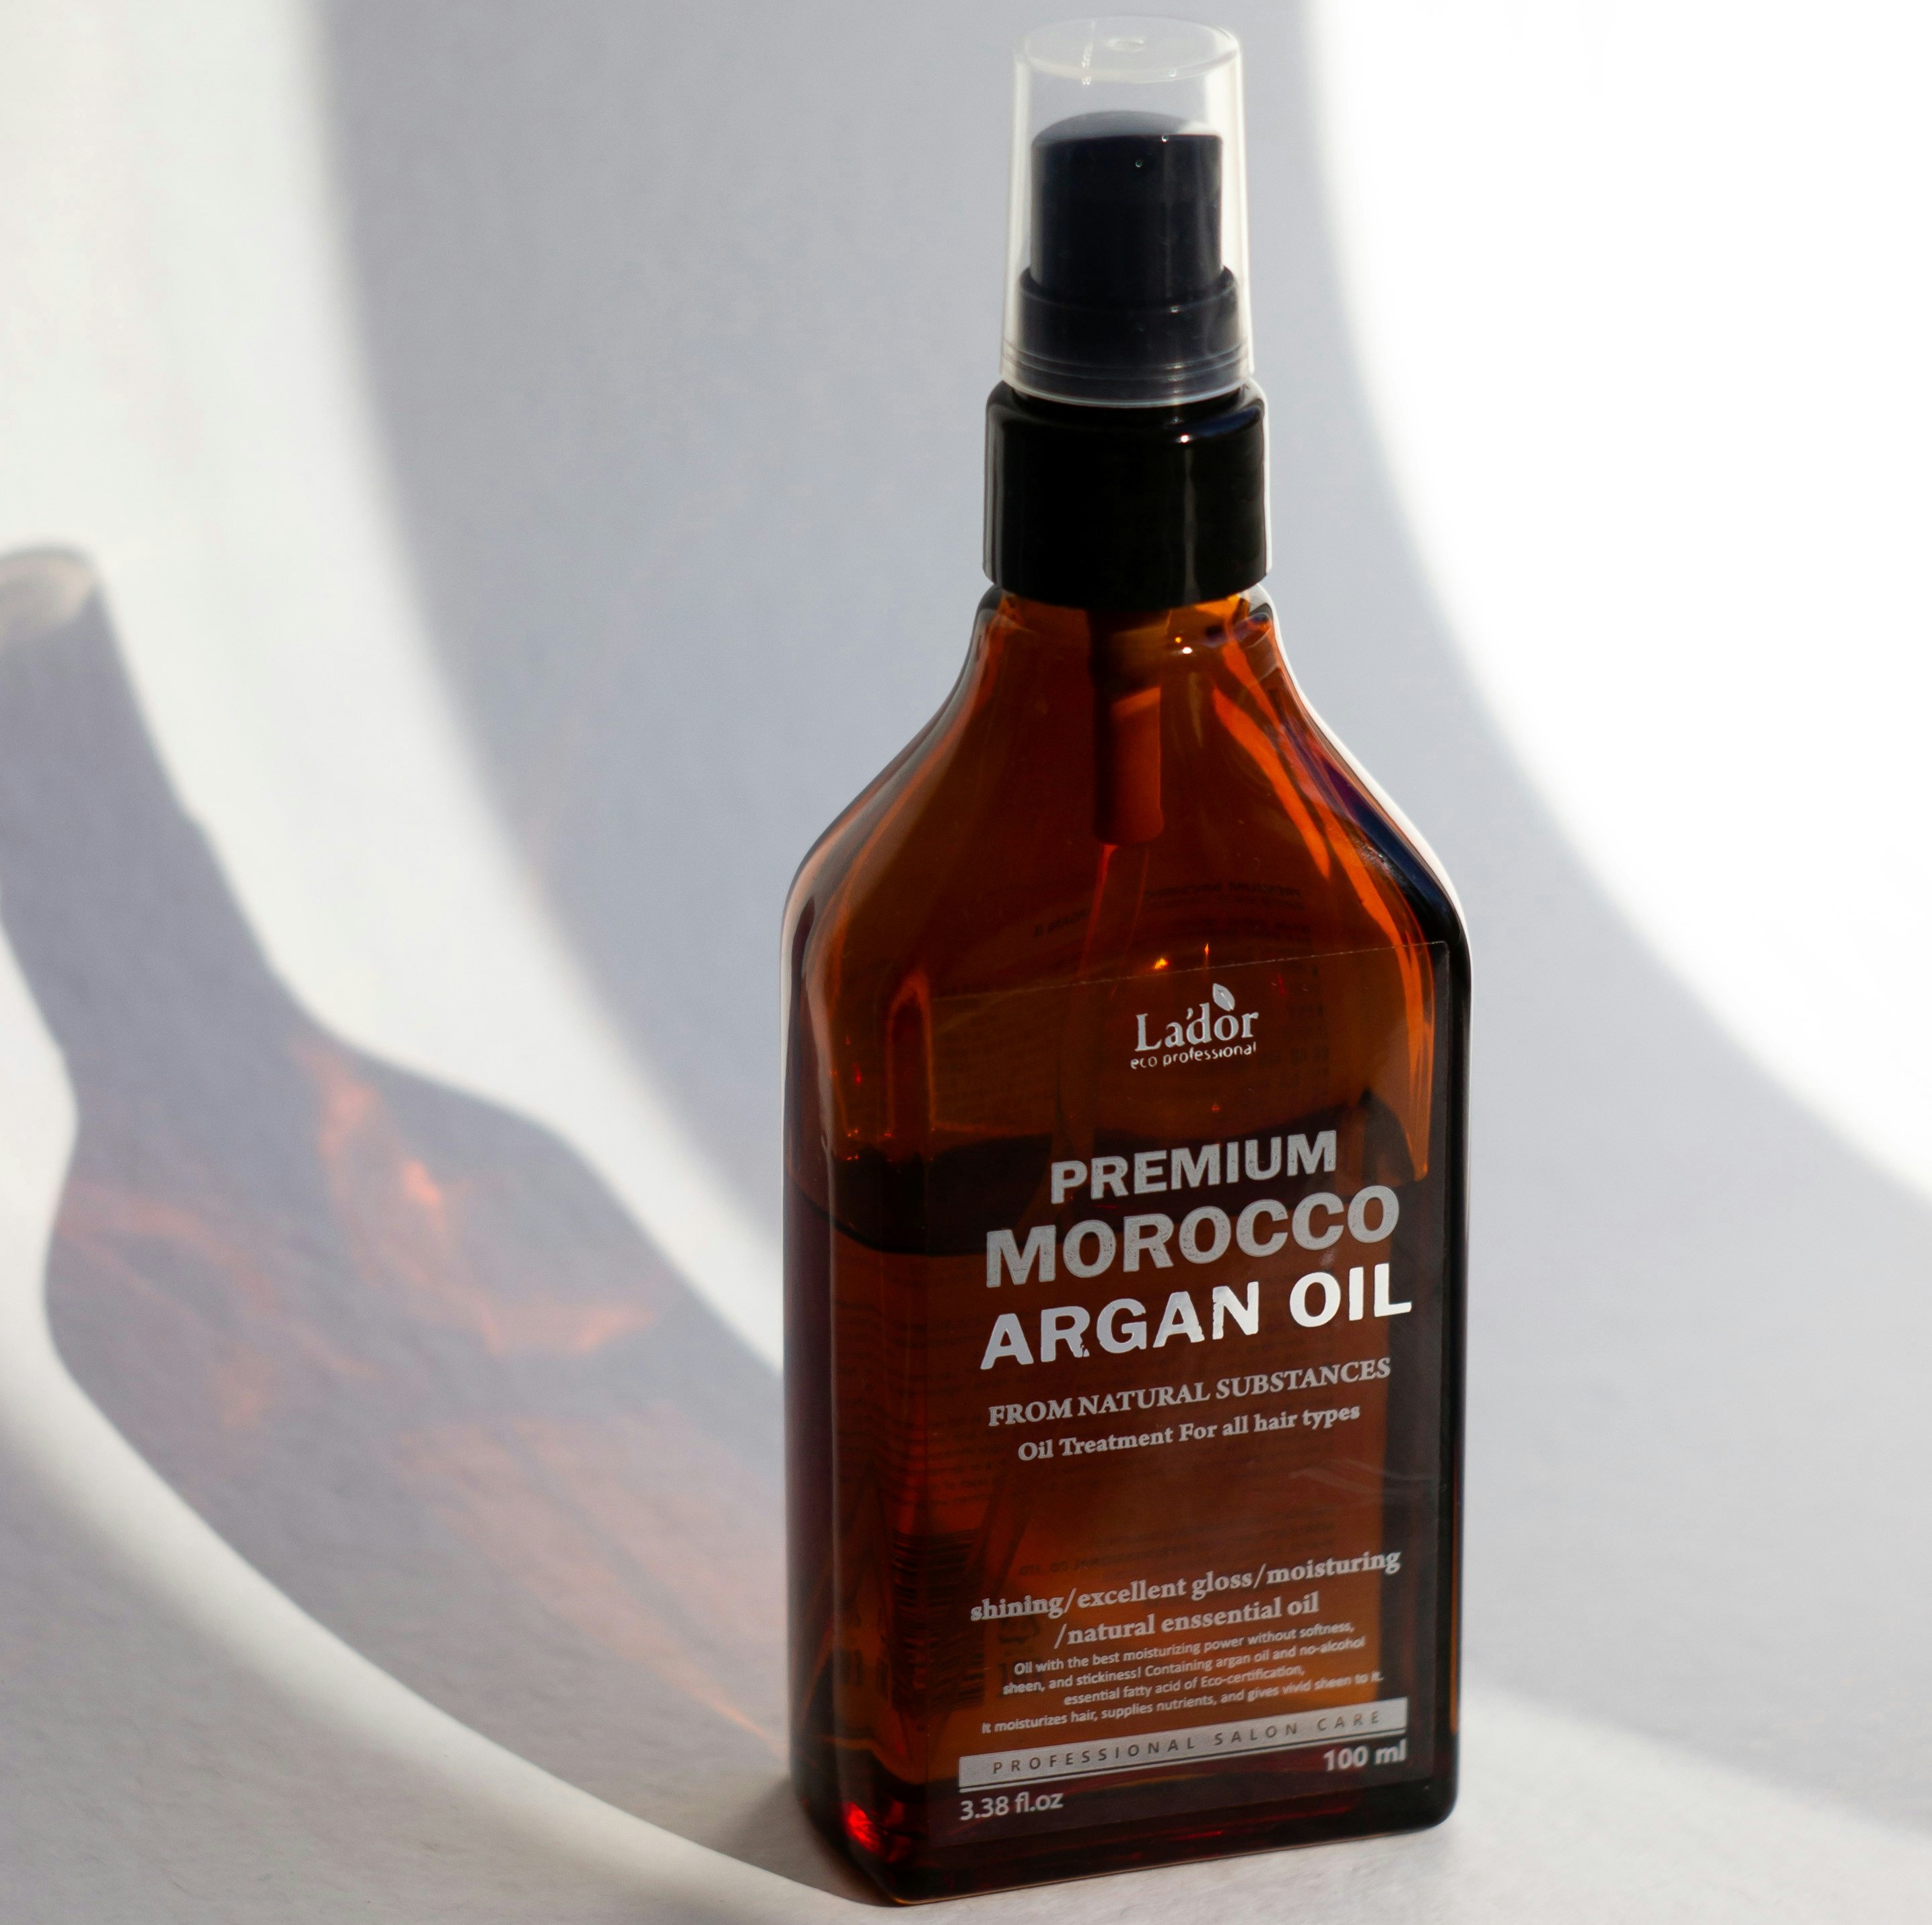 La'dor
eco professional
PREMIUM
MOROCCO
ARGAN OIL
FROM NATURAL SUBSTANCES
Oil Treatment For all hair types
shining/excellent gloss/moisturing
/natural enssential oil
Oil with the best moisturizing power without softness,
sheen, and stickiness! Containing argan oil and no-alcohol
essential fatty acid of Eco-certification,
It moisturizes hair, supplies nutrients, and gives vivid sheen to it.
PROFESSIONAL SALON CARE
100 ml
3.38 fl.oz